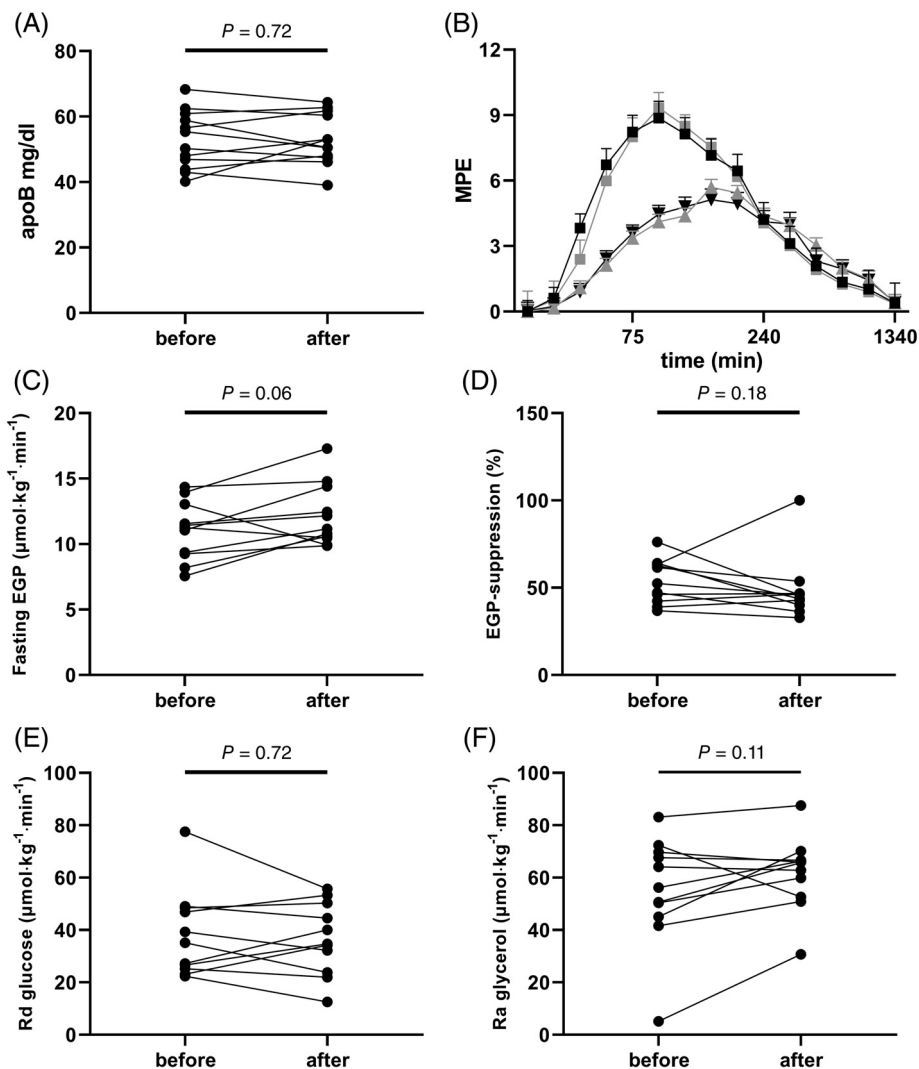 (A)
P = 0.72
80
60
40
20
0
apoB mg/dl
before after
(B)
12
9
6
3
0
MPE
75 240 1340
time (min)
(C)
P = 0.06
20
15
10
5
0
Fasting EGP (µmol·kg⁻¹·min⁻¹)
before after
(D)
P = 0.18
150
100
50
0
EGP-suppression (%)
before after
(E)
P = 0.72
100
80
60
40
20
0
Rd glucose (µmol·kg⁻¹·min⁻¹)
before after
(F)
P = 0.11
100
80
60
40
20
0
Ra glycerol (µmol·kg⁻¹·min⁻¹)
before after